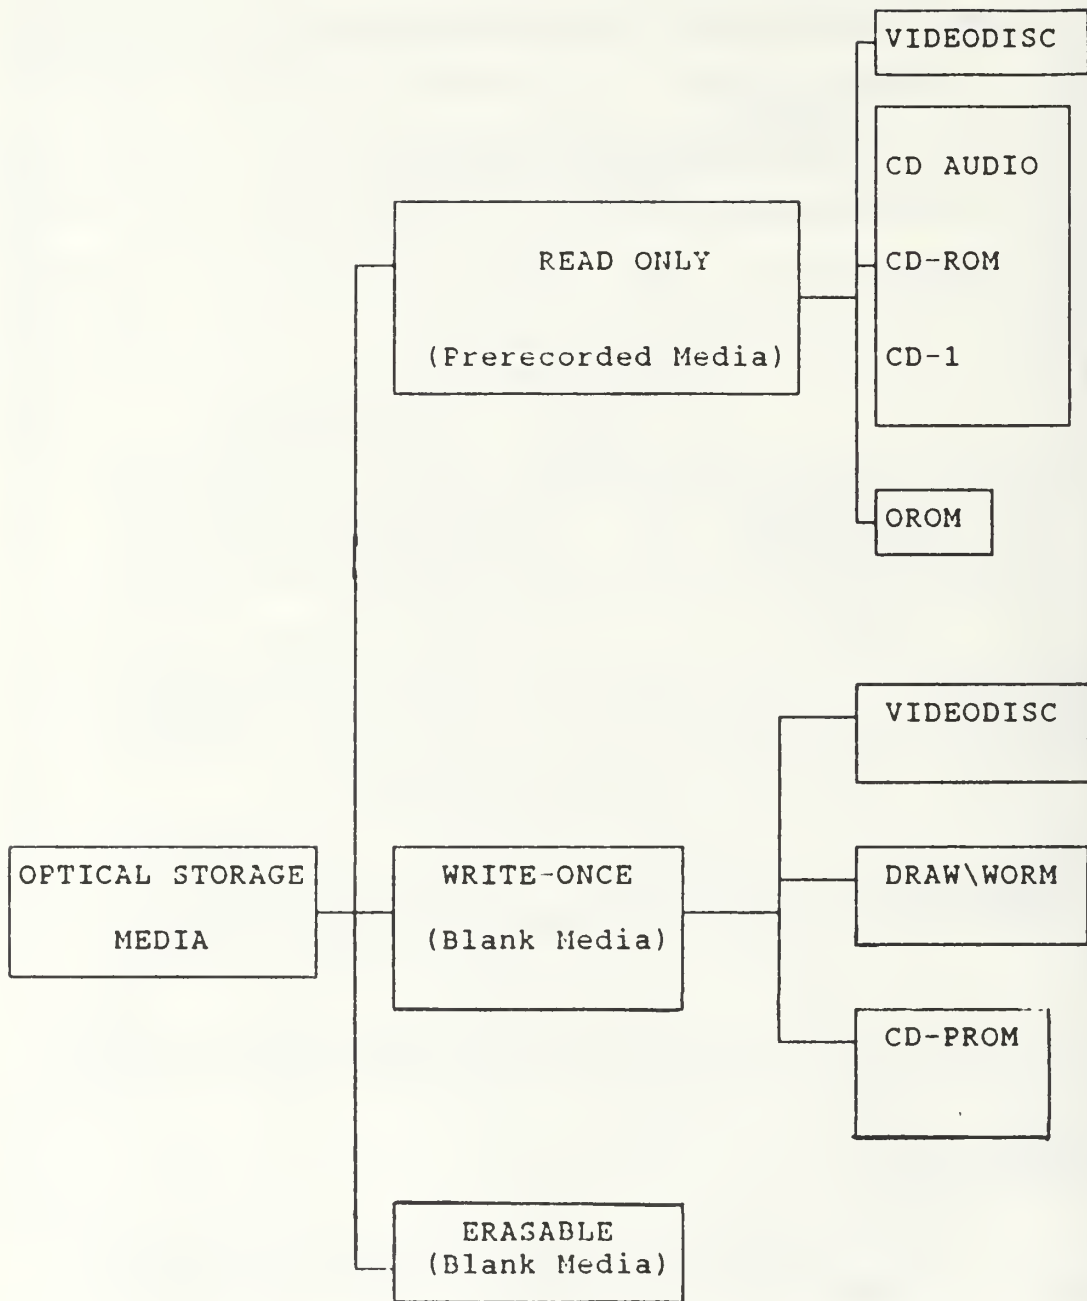 VIDEODISC
CD AUDIO
CD-ROM
CD-1
READ ONLY
(Prerecorded Media)
OROM
VIDEODISC
DRAW\WORM
CD-PROM
OPTICAL STORAGE
MEDIA
WRITE-ONCE
(Blank Media)
ERASABLE
(Blank Media)